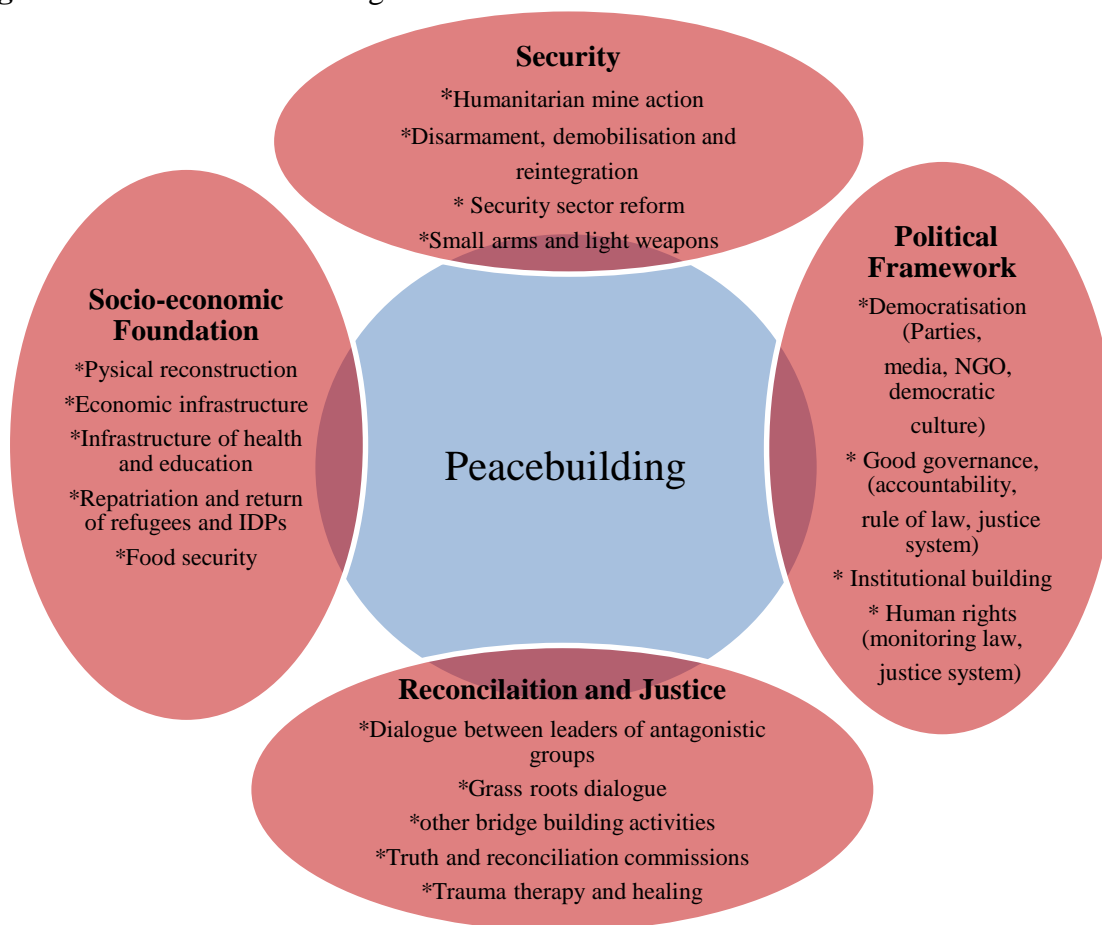 Security
*Humanitarian mine action
*Disarmament, demobilisation and
reintegration
* Security sector reform
*Small arms and light weapons
Socio-economic
Foundation
*Pysical reconstruction
*Economic infrastructure
*Infrastructure of health
and education
*Repatriation and return
of refugees and IDPs
*Food security
Peacebuilding
Political
Framework
*Democratisation
(Parties,
media, NGO,
democratic
culture)
* Good governance,
(accountability,
rule of law, justice
system)
* Institutional building
* Human rights
(monitoring law,
justice system)
Reconcilaition and Justice
*Dialogue between leaders of antagonistic
groups
*Grass roots dialogue
*other bridge building activities
*Truth and reconciliation commissions
*Trauma therapy and healing